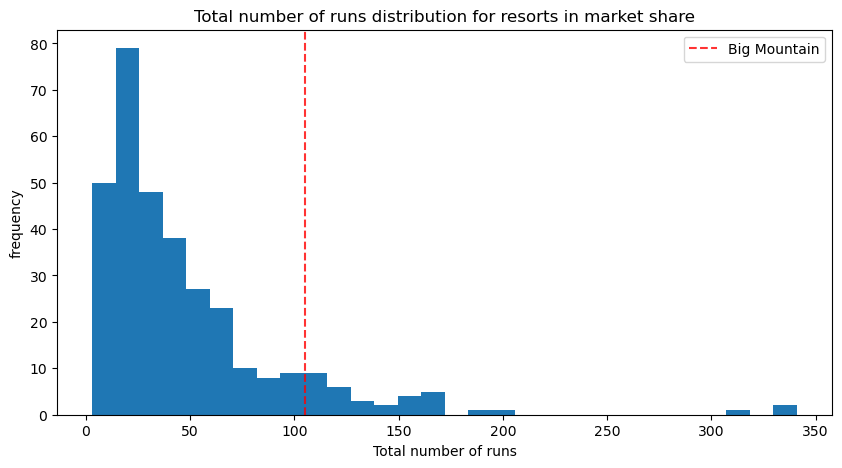 Total number of runs distribution for resorts in market share
Big Mountain
frequency
80
70
60
50
40
30
20
10
0
0 50 100 150 200 250 300 350
Total number of runs